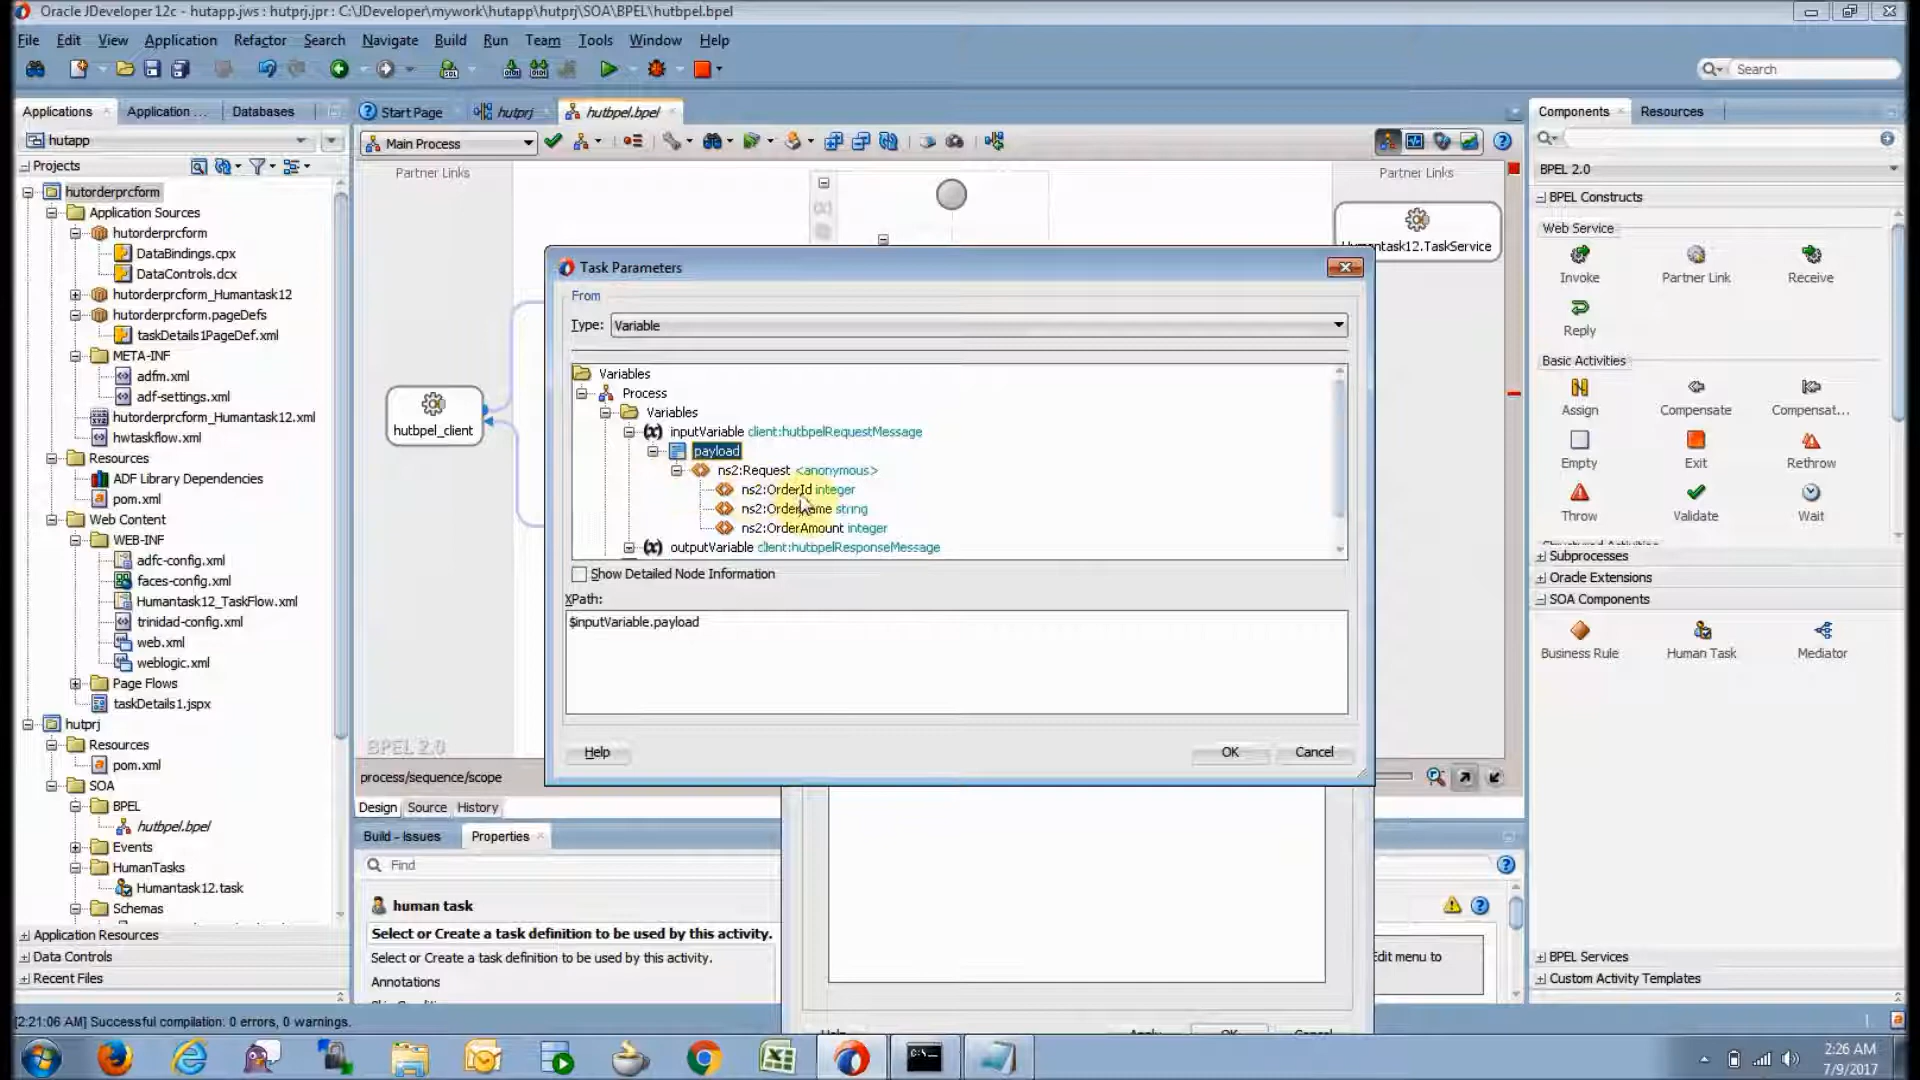 Oracle JDeveloper 12c - hutapp.jws : hutprj.jpr : C:\JDeveloper\mywork\hutapp\hutprj\SOA\BPEL\hutbpel.bpel
File Edit View Application Refactor Search Navigate Build Run Team Tools Window Help
Search
Applications Application ... Databases
hutapp
Projects
hutorderprcform
Application Sources
hutorderprcform
DataBindings.cpx
DataControls.dcx
hutorderprcform_Humantask12
hutorderprcform.pageDefs
taskDetails1PageDef.xml
META-INF
adfm.xml
adf-settings.xml
hutorderprcform_Humantask12.xml
hwtaskflow.xml
Resources
ADF Library Dependencies
pom.xml
Web Content
WEB-INF
adfc-config.xml
faces-config.xml
Humantask12_TaskFlow.xml
trinidad-config.xml
web.xml
weblogic.xml
Page Flows
taskDetails1.jspx
hutprj
Resources
pom.xml
SOA
BPEL
hutbpel.bpel
Events
HumanTasks
Humantask12.task
Schemas
Application Resources
Data Controls
Recent Files
Start Page hutprj hutbpel.bpel
Main Process
Partner Links
Partner Links
Humantask12.TaskService
hutbpel_client
BPEL 2.0
process/sequence/scope
Design Source History
Task Parameters
From
Type: Variable
Variables
Process
Variables
inputVariable client:hutbpelRequestMessage
payload
ns2:Request <anonymous>
ns2:OrderId integer
ns2:OrderName string
ns2:OrderAmount integer
outputVariable client:hutbpelResponseMessage
Show Detailed Node Information
XPath:
$inputVariable.payload
Help OK Cancel
Build - Issues Properties
Find
human task
Select or Create a task definition to be used by this activity.
Select or Create a task definition to be used by this activity.
Annotations
Edit menu to
Help Apply OK Cancel
Components Resources
BPEL 2.0
BPEL Constructs
Web Service
Invoke Partner Link Receive
Reply
Basic Activities
Assign Compensate Compensat...
Empty Exit Rethrow
Throw Validate Wait
Structured Activities
Subprocesses
Oracle Extensions
SOA Components
Business Rule Human Task Mediator
BPEL Services
Custom Activity Templates
[2:21:06 AM] Successful compilation: 0 errors, 0 warnings.
2:26 AM
7/9/2017